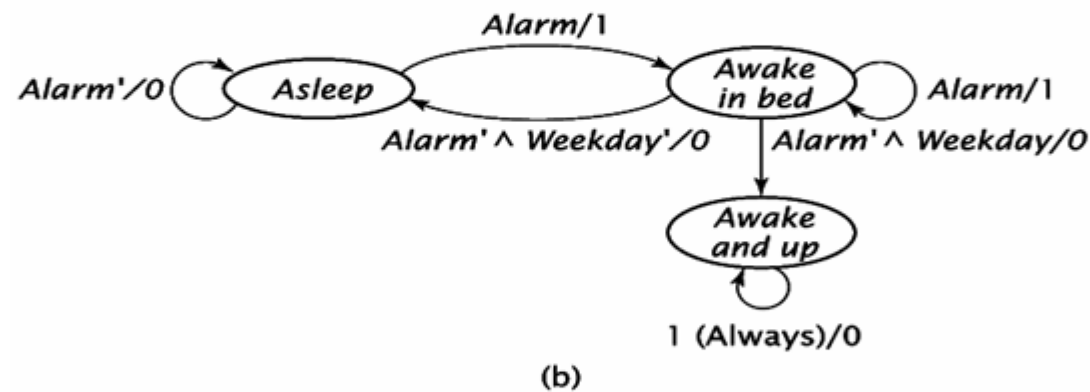 Alarm/1
Alarm'/0
Asleep
Awake
in bed
Alarm/1
Alarm' ∧ Weekday'/0
Alarm' ∧ Weekday/0
Awake
and up
1 (Always)/0
(b)